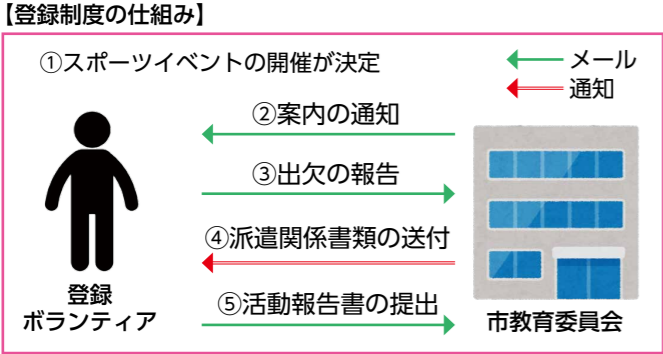 【登録制度の仕組み】
①スポーツイベントの開催が決定
メール
通知
②案内の通知
③出欠の報告
④派遣関係書類の送付
⑤活動報告書の提出
登録
ボランティア
市教育委員会